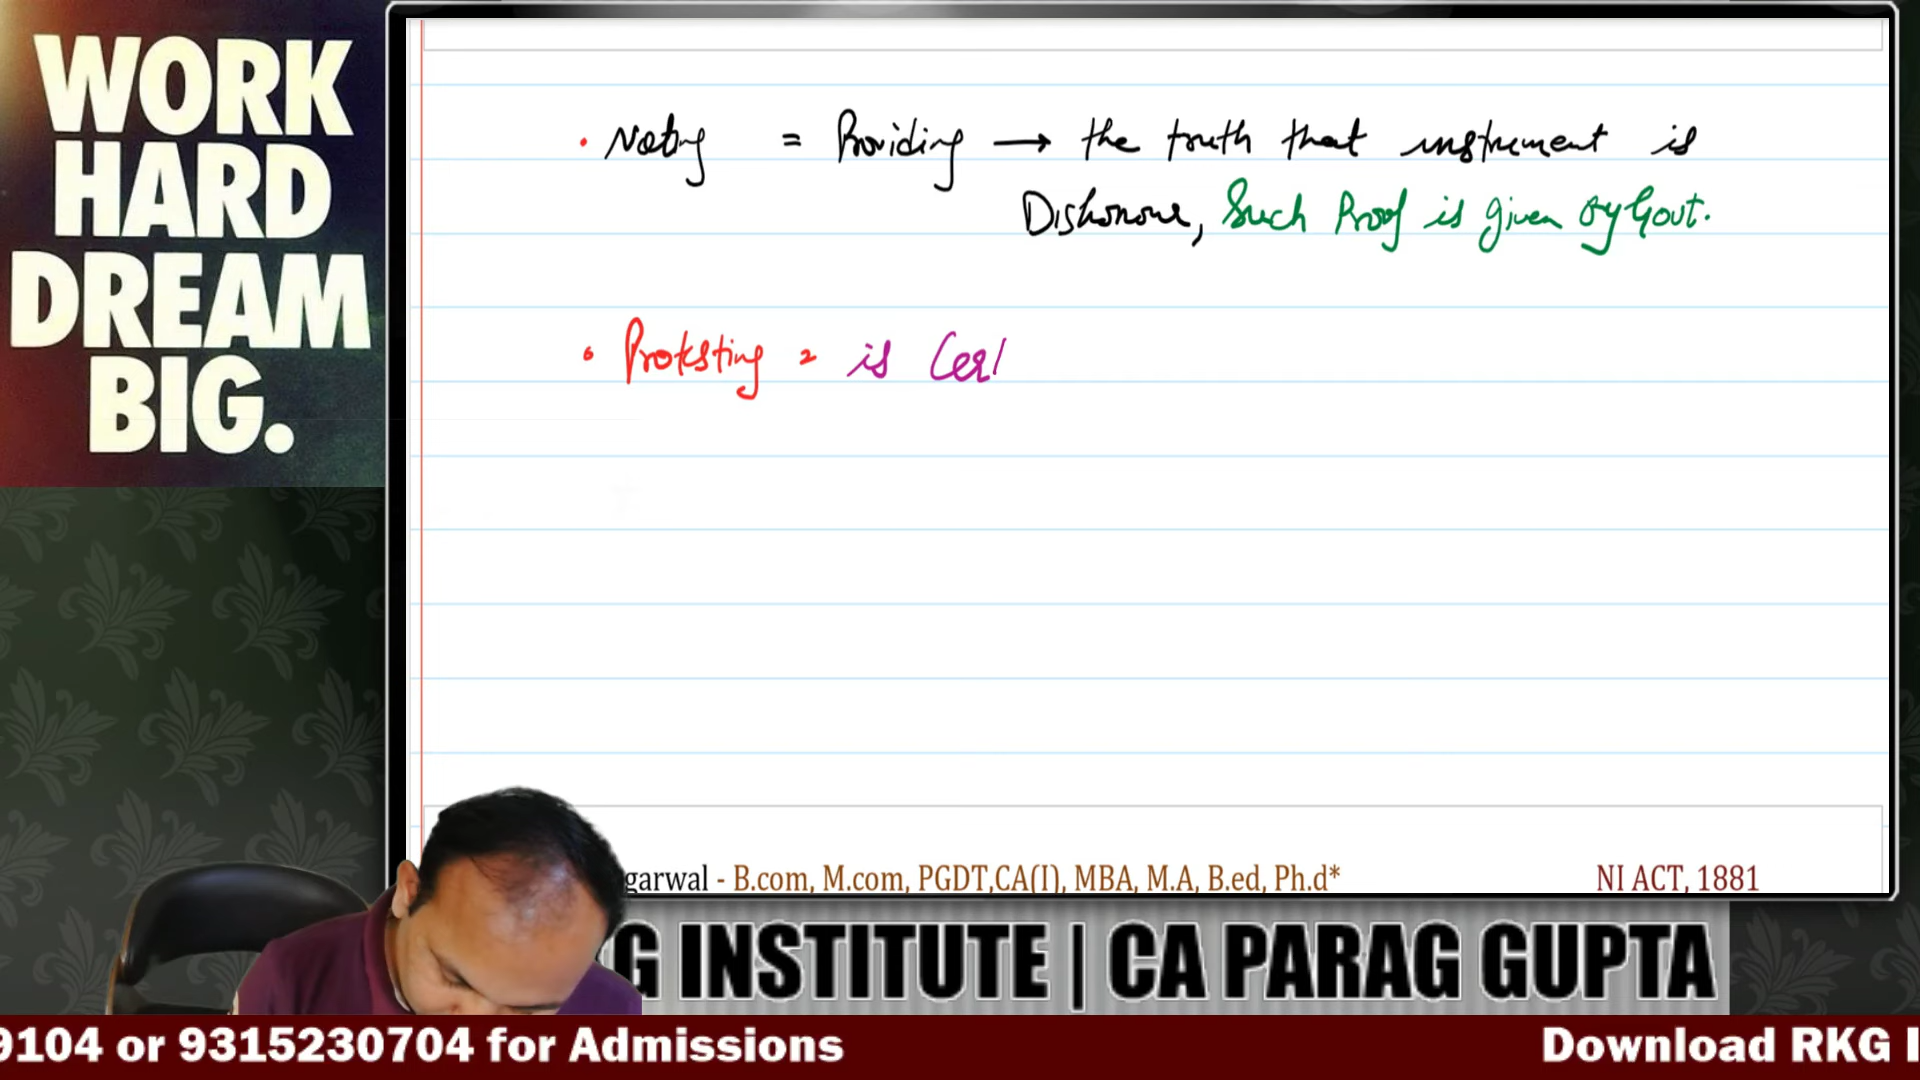 WORK
HARD
DREAM
BIG.
• Noting = Providing → the truth that instrument is
Dishonour, Such Proof is given By Govt.
• Protesting = is Cer
garwal - B.com, M.com, PGDT,CA(I), MBA, M.A, B.ed, Ph.d*
NI ACT, 1881
G INSTITUTE | CA PARAG GUPTA
9104 or 9315230704 for Admissions
Download RKG I